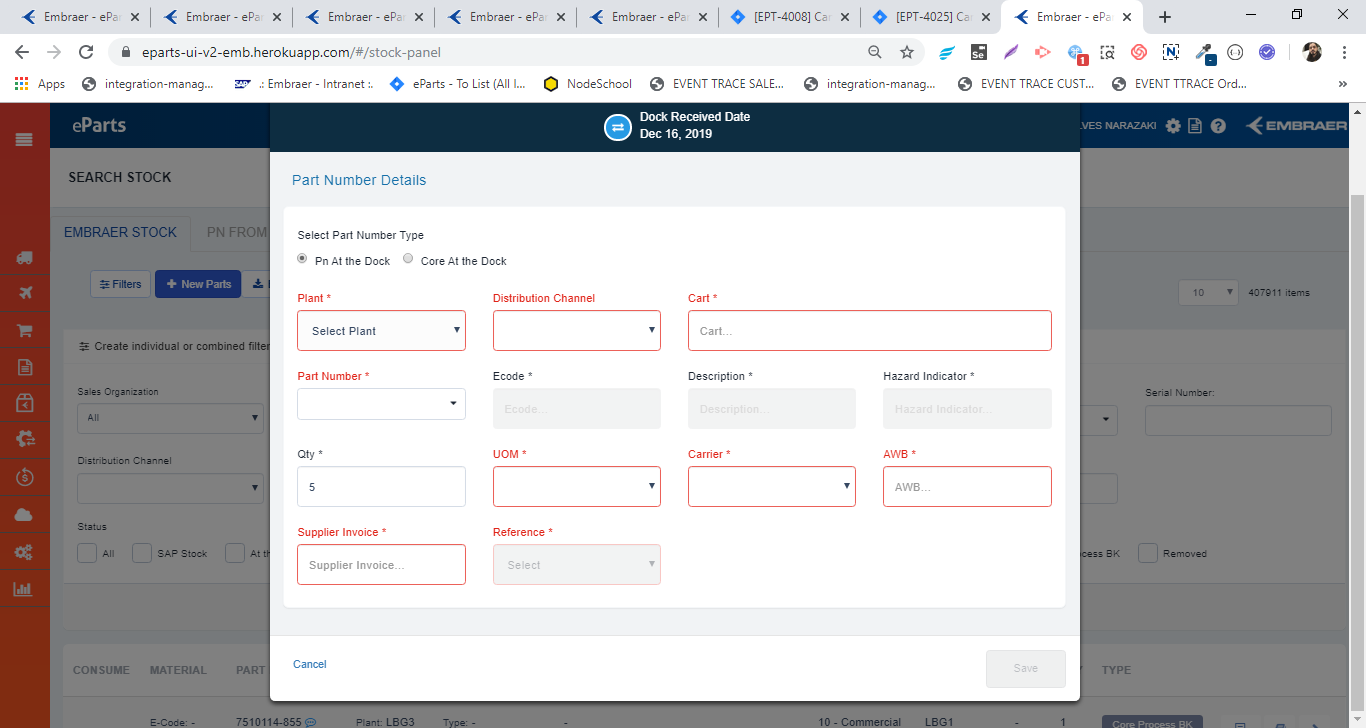 Embraer - ePar
Embraer - ePar
Embraer - ePar
Embraer - ePar
Embraer - ePar
[EPT-4008] Car
[EPT-4025] Car
Embraer - ePar
eparts-ui-v2-emb.herokuapp.com/#/stock-panel
Se
1
Apps
integration-manag...
SAP
.: Embraer - Intranet :.
eParts - To List (All I...
NodeSchool
EVENT TRACE SALE...
integration-manag...
EVENT TRACE CUST...
EVENT TTRACE Ord...
»
eParts
Dock Received Date
Dec 16, 2019
LVES NARAZAKI
EMBRAER
SEARCH STOCK
Part Number Details
EMBRAER STOCK
PN FROM
Select Part Number Type
Pn At the Dock
Core At the Dock
Filters
New Parts
10
407911 items
Plant *
Distribution Channel
Cart *
Select Plant
Cart...
Create individual or combined filter
Part Number *
Ecode *
Description *
Hazard Indicator *
Ecode...
Description...
Hazard Indicator...
Sales Organization
All
Serial Number:
Qty *
UOM *
Carrier *
AWB *
5
AWB...
Distribution Channel
Status
All
SAP Stock
At th
ocess BK
Removed
Supplier Invoice *
Reference *
Supplier Invoice...
Select
Cancel
Save
CONSUME
MATERIAL
PART
TYPE
E-Code: -
7510114-855
Plant: LBG3
Type: -
-
10 - Commercial
LBG1
-
1
Core Process BK